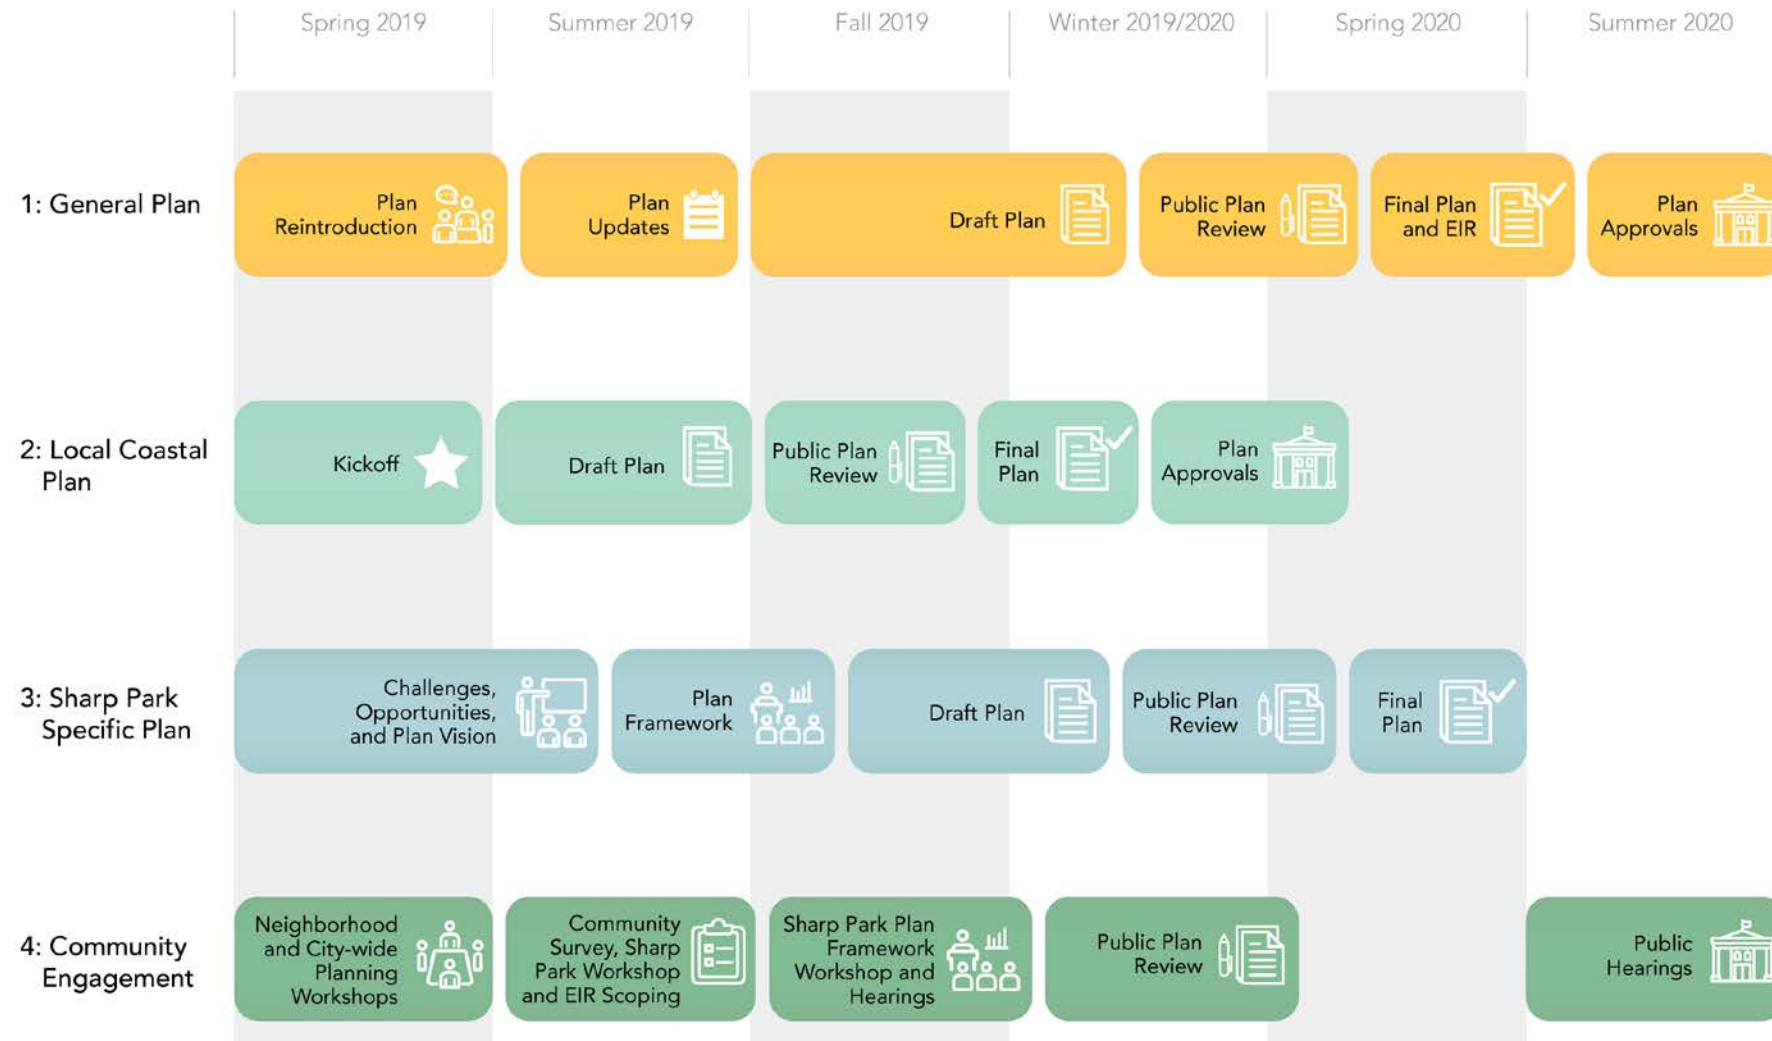 Spring 2019
Summer 2019
Fall 2019
Winter 2019/2020
Spring 2020
Summer 2020
1: General Plan
Plan
Reintroduction
Plan
Updates
Draft Plan
Public Plan
Review
Final Plan
and EIR
Plan
Approvals
2: Local Coastal
Plan
Kickoff
Draft Plan
Public Plan
Review
Final
Plan
Plan
Approvals
3: Sharp Park
Specific Plan
Challenges,
Opportunities,
and Plan Vision
Plan
Framework
Draft Plan
Public Plan
Review
Final
Plan
4: Community
Engagement
Neighborhood
and City-wide
Planning
Workshops
Community
Survey, Sharp
Park Workshop
and EIR Scoping
Sharp Park Plan
Framework
Workshop and
Hearings
Public Plan
Review
Public
Hearings